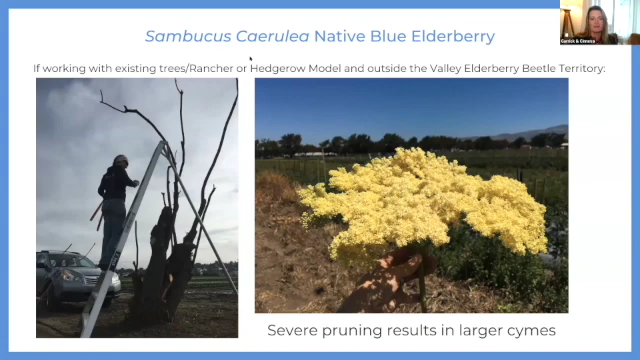 Sambucus Caerulea Native Blue Elderberry
If working with existing trees/Rancher or Hedgerow Model and outside the Valley Elderberry Beetle Territory:
Severe pruning results in larger cymes